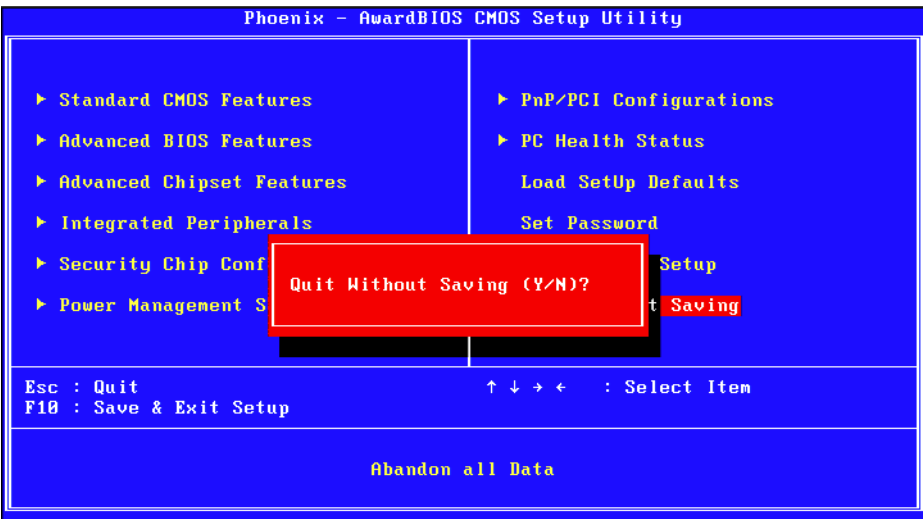 Phoenix - AwardBIOS CMOS Setup Utility
▶ Standard CMOS Features
▶ Advanced BIOS Features
▶ Advanced Chipset Features
▶ Integrated Peripherals
▶ Security Chip Conf
▶ Power Management S
▶ PnP/PCI Configurations
▶ PC Health Status
Load SetUp Defaults
Set Password
Setup
t Saving
Quit Without Saving (Y/N)?
Esc : Quit
F10 : Save & Exit Setup
↑ ↓ → ← : Select Item
Abandon all Data